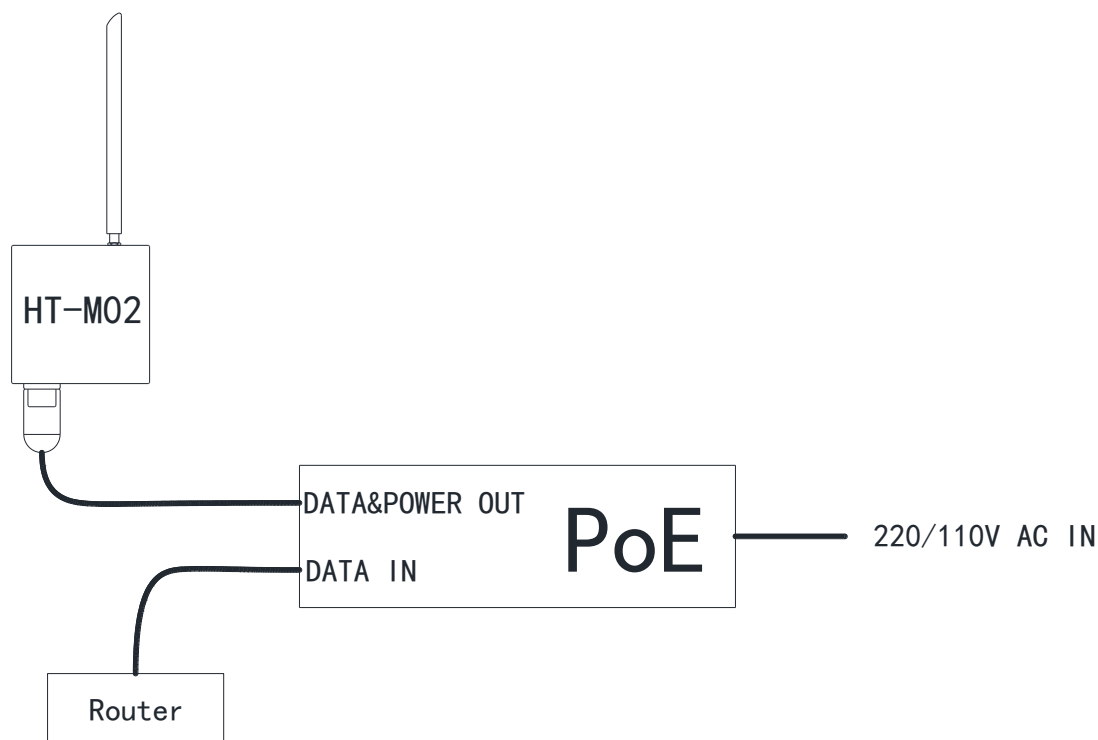 HT-M02
DATA&POWER OUT
PoE
220/110V AC IN
DATA IN
Router